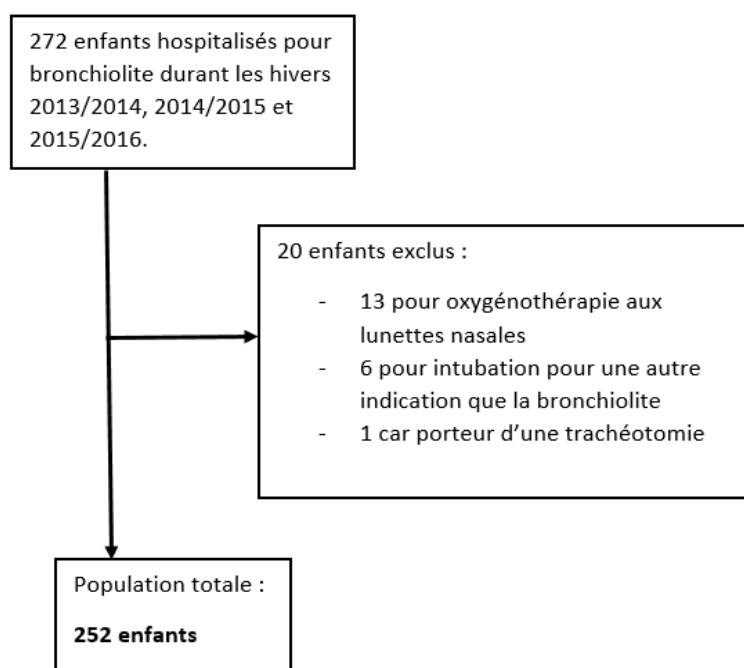 272 enfants hospitalisés pour
bronchiolite durant les hivers
2013/2014, 2014/2015 et
2015/2016.
20 enfants exclus :
- 13 pour oxygénothérapie aux
lunettes nasales
- 6 pour intubation pour une autre
indication que la bronchiolite
- 1 car porteur d’une trachéotomie
Population totale :
252 enfants